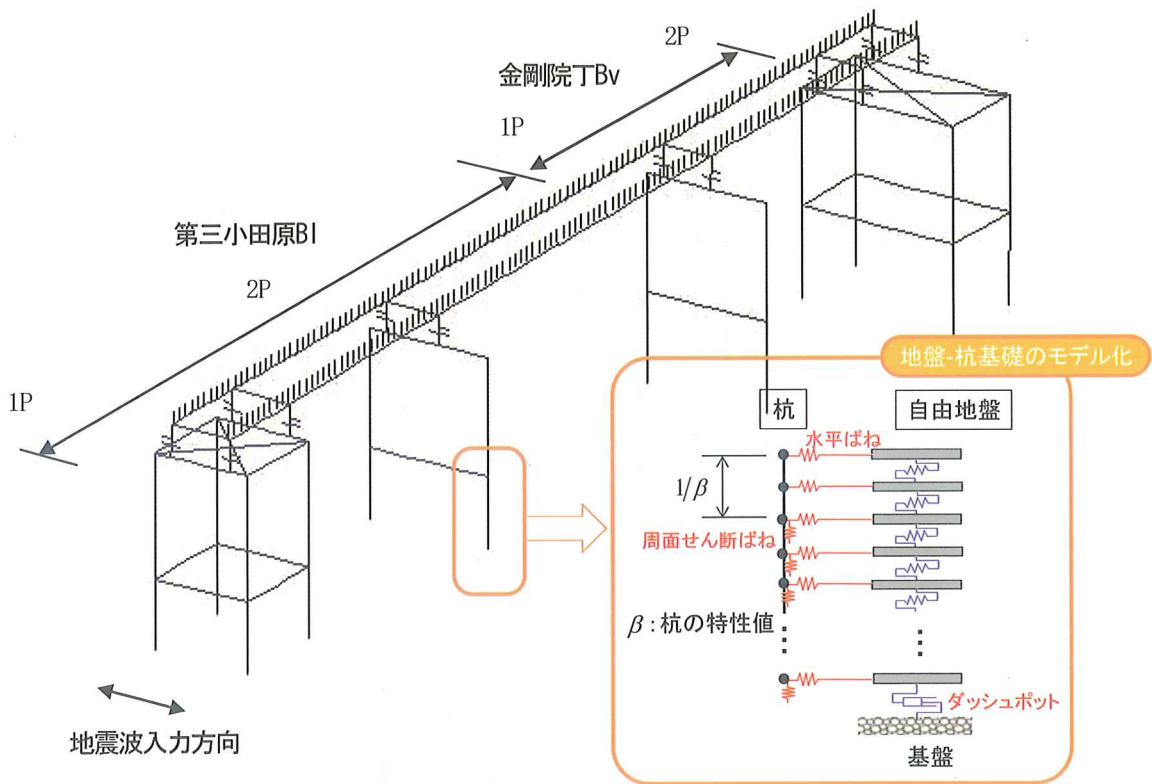 2P
金剛院丁Bv
1P
第三小田原Bl
2P
1P
地震波入力方向
地盤-杭基礎のモデル化
杭
自由地盤
水平ばね
1/β
周面せん断ばね
β:杭の特性値
ダッシュポット
基盤